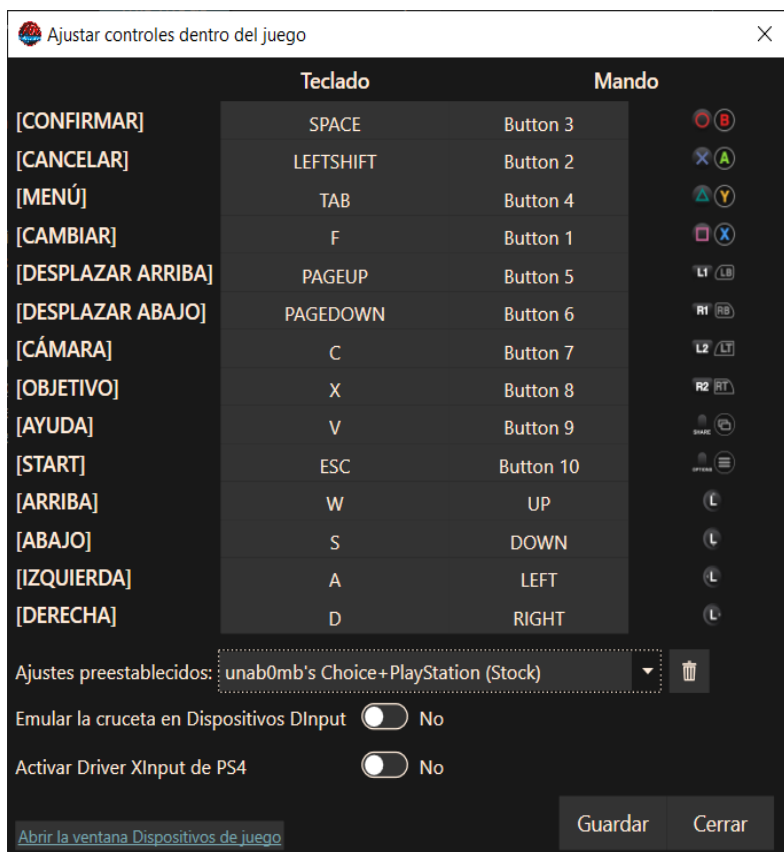 Ajustar controles dentro del juego
Teclado Mando
[CONFIRMAR] SPACE Button 3 B
[CANCELAR] LEFTSHIFT Button 2 A
[MENÚ] TAB Button 4 Y
[CAMBIAR] F Button 1 X
[DESPLAZAR ARRIBA] PAGEUP Button 5 L1 LB
[DESPLAZAR ABAJO] PAGEDOWN Button 6 R1 RB
[CÁMARA] C Button 7 L2 LT
[OBJETIVO] X Button 8 R2 RT
[AYUDA] V Button 9 SHARE
[START] ESC Button 10 OPTIONS
[ARRIBA] W UP L
[ABAJO] S DOWN L
[IZQUIERDA] A LEFT L
[DERECHA] D RIGHT L
Ajustes preestablecidos: unab0mb's Choice+PlayStation (Stock)
Emular la cruceta en Dispositivos DInput No
Activar Driver XInput de PS4 No
Guardar Cerrar
Abrir la ventana Dispositivos de juego